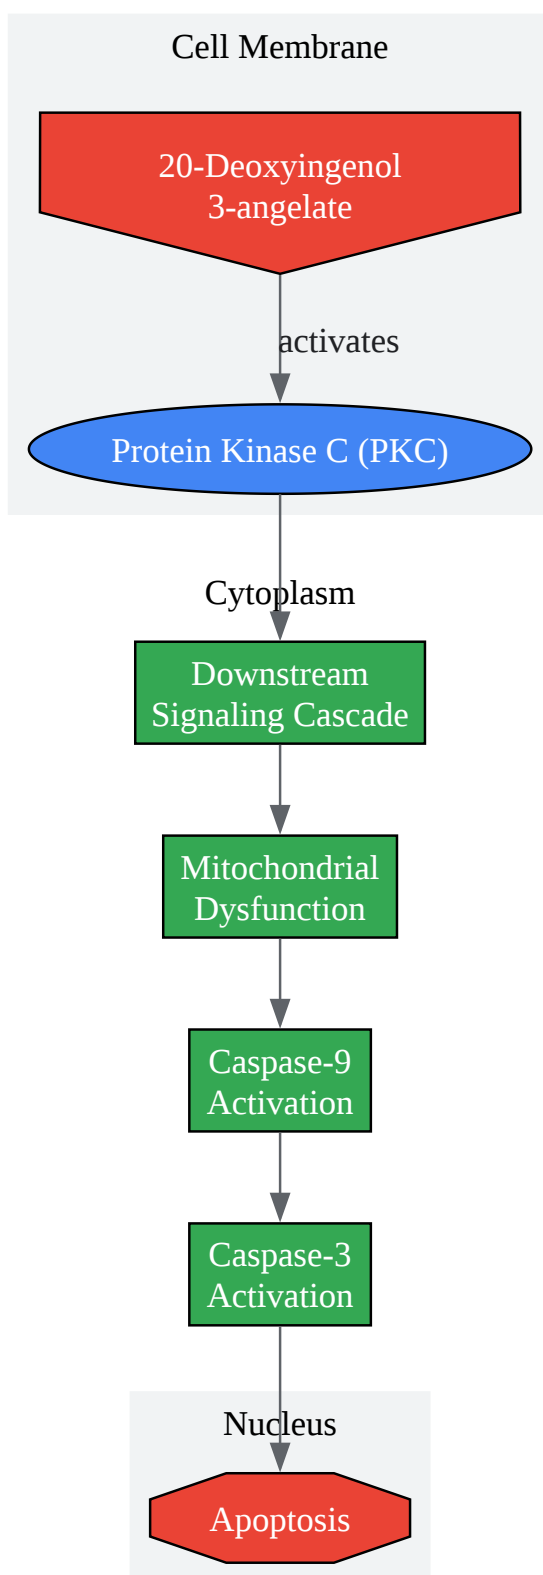 Cell Membrane
20-Deoxyingenol
3-angelate
activates
Protein Kinase C (PKC)
Cytoplasm
Downstream
Signaling Cascade
Mitochondrial
Dysfunction
Caspase-9
Activation
Caspase-3
Activation
Nucleus
Apoptosis